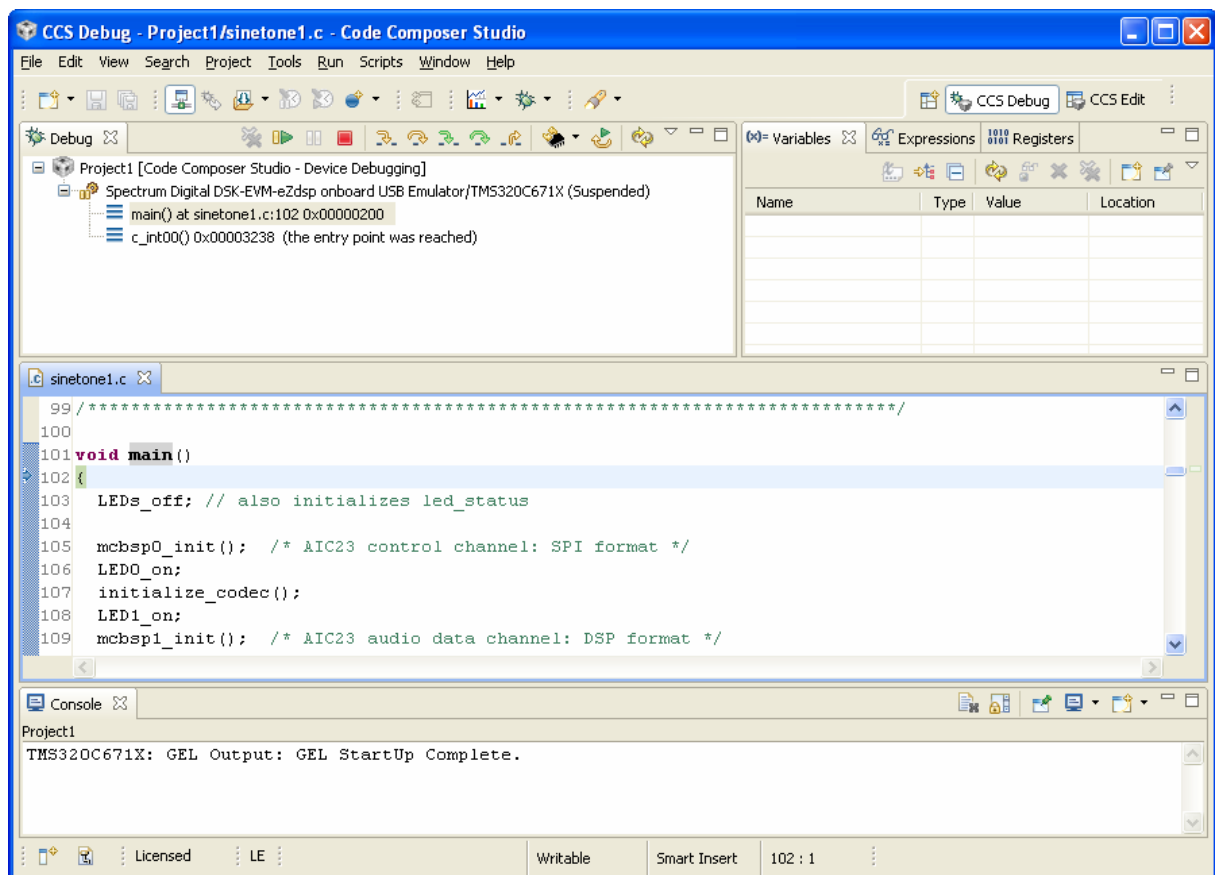 CCS Debug - Project1/sinetone1.c - Code Composer Studio
File Edit View Search Project Tools Run Scripts Window Help
CCS Debug CCS Edit
Debug
Project1 [Code Composer Studio - Device Debugging]
Spectrum Digital DSK-EVM-eZdsp onboard USB Emulator/TMS320C671X (Suspended)
main() at sinetone1.c:102 0x00000200
c_int00() 0x00003238 (the entry point was reached)
(x)= Variables Expressions 1010 0101 Registers
Name Type Value Location
.c sinetone1.c
99 /***************************************************************************/
100
101 void main()
102 {
103 LEDs_off; // also initializes led_status
104
105 mcbsp0_init(); /* AIC23 control channel: SPI format */
106 LED0_on;
107 initialize_codec();
108 LED1_on;
109 mcbsp1_init(); /* AIC23 audio data channel: DSP format */
Console
Project1
TMS320C671X: GEL Output: GEL StartUp Complete.
Licensed LE Writable Smart Insert 102 : 1